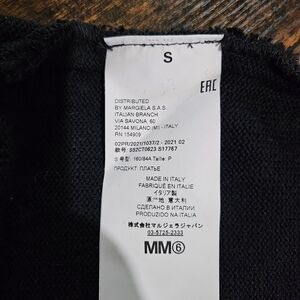 S
EAC
DISTRIBUTED
BY MARGIELA S.A.S.
ITALIAN BRANCH
VIA SAVONA, 60
20144 MILANO (MI) - ITALY
RN 154909
02PR/2021/1037/2 - 2021 02
款号: S52CT0623 S17767
号型: 160/84A Taille: P
ПРОДУКТ: ПЛАТЬЕ
MADE IN ITALY
FABRIQUÉ EN ITALIE
イタリア製
原产地 意大利
СДЕЛАНО В ИТАЛИИ
PRODUZIDO NA ITALIA
株式会社マルジェラジャパン
03-5725-2333
MM⑥